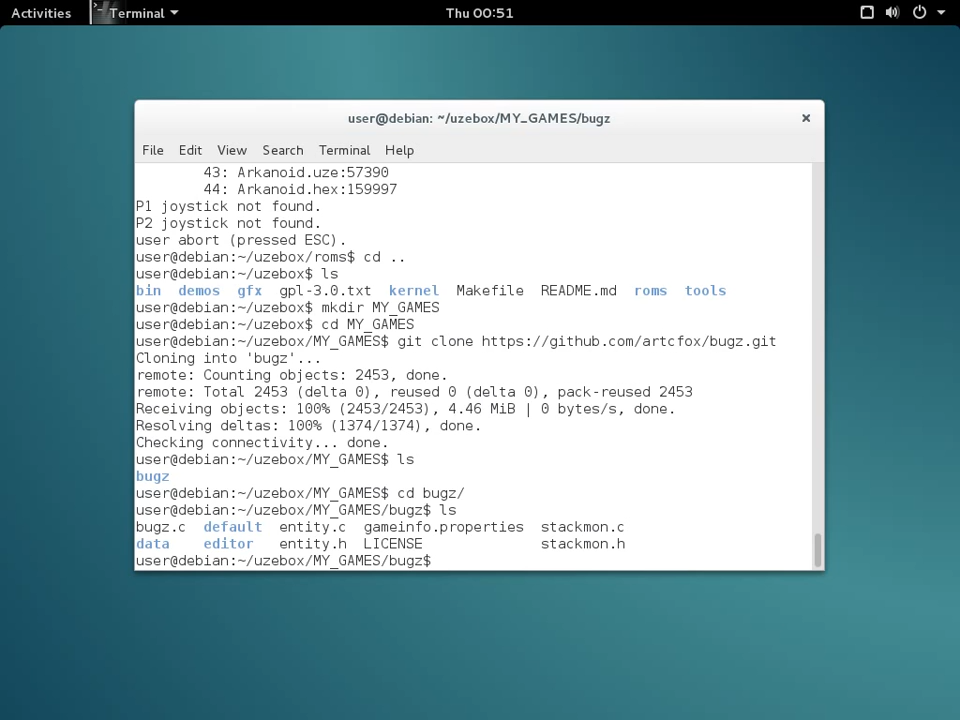 Activities Terminal Thu 00:51
user@debian: ~/uzebox/MY_GAMES/bugz
File Edit View Search Terminal Help
43: Arkanoid.uze:57390
44: Arkanoid.hex:159997
P1 joystick not found.
P2 joystick not found.
user abort (pressed ESC).
user@debian:~/uzebox/roms$ cd ..
user@debian:~/uzebox$ ls
bin demos gfx gpl-3.0.txt kernel Makefile README.md roms tools
user@debian:~/uzebox$ mkdir MY_GAMES
user@debian:~/uzebox$ cd MY_GAMES
user@debian:~/uzebox/MY_GAMES$ git clone https://github.com/artcfox/bugz.git
Cloning into 'bugz'...
remote: Counting objects: 2453, done.
remote: Total 2453 (delta 0), reused 0 (delta 0), pack-reused 2453
Receiving objects: 100% (2453/2453), 4.46 MiB | 0 bytes/s, done.
Resolving deltas: 100% (1374/1374), done.
Checking connectivity... done.
user@debian:~/uzebox/MY_GAMES$ ls
bugz
user@debian:~/uzebox/MY_GAMES$ cd bugz/
user@debian:~/uzebox/MY_GAMES/bugz$ ls
bugz.c default entity.c gameinfo.properties stackmon.c
data editor entity.h LICENSE stackmon.h
user@debian:~/uzebox/MY_GAMES/bugz$